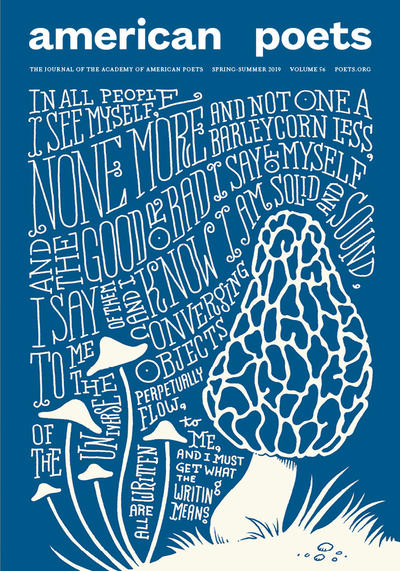 american poets
THE JOURNAL OF THE ACADEMY OF AMERICAN POETS SPRING-SUMMER 2019 VOLUME 56 POETS.ORG
IN ALL PEOPLE
I SEE MYSELF,
NONE MORE
AND NOT ONE A
BARLEYCORN LESS,
AND
THE
GOOD
OR
BAD
I SAY
OF
MYSELF
I SAY
OF THEM
AND I
KNOW
I AM
SOLID
AND
SOUND,
TO
ME
THE
CONVERGING
OBJECTS
OF
THE
UNIVERSE
PERPETUALLY
FLOW,
ALL
ARE
WRITTEN
to
ME,
AND I MUST
GET WHAT
THE
WRITINg
MEANS.